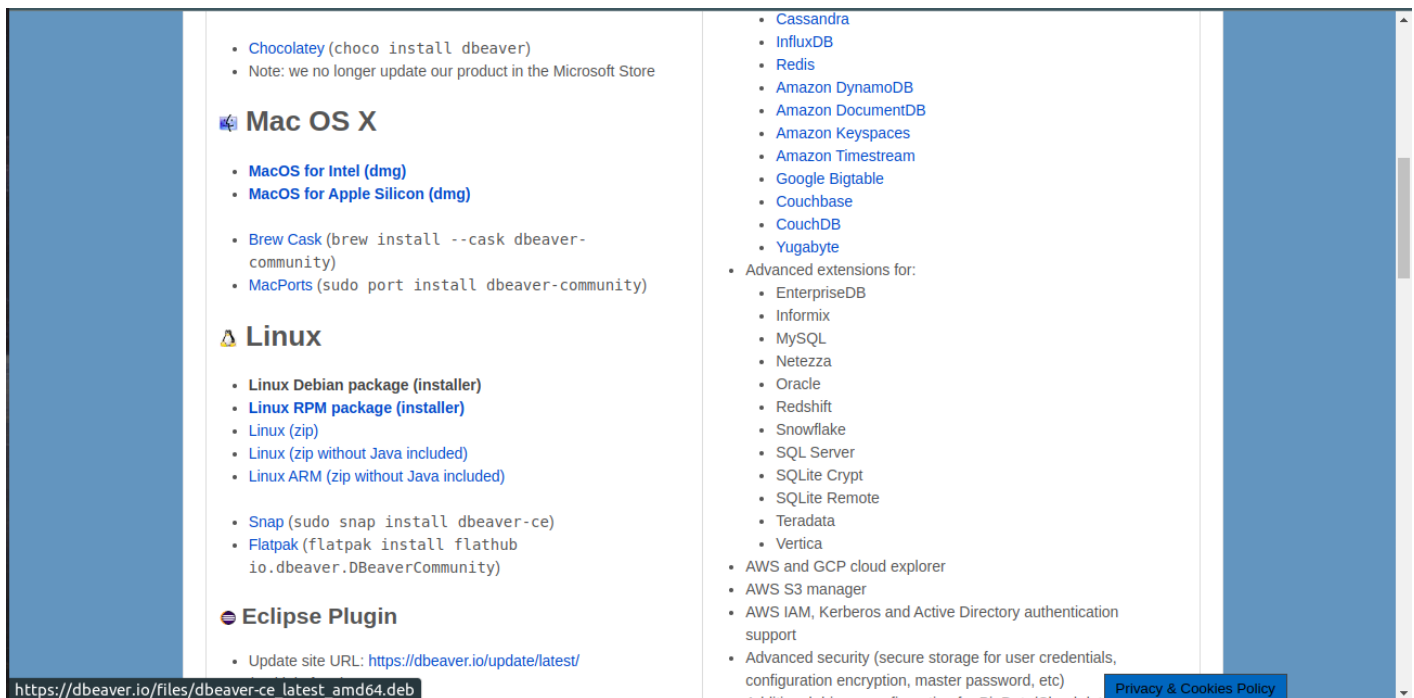 Chocolatey (choco install dbeaver)
Note: we no longer update our product in the Microsoft Store
Mac OS X
MacOS for Intel (dmg)
MacOS for Apple Silicon (dmg)
Brew Cask (brew install --cask dbeaver-
community)
MacPorts (sudo port install dbeaver-community)
Linux
Linux Debian package (installer)
Linux RPM package (installer)
Linux (zip)
Linux (zip without Java included)
Linux ARM (zip without Java included)
Snap (sudo snap install dbeaver-ce)
Flatpak (flatpak install flathub
io.dbeaver.DBeaverCommunity)
Eclipse Plugin
Update site URL: https://dbeaver.io/update/latest/
Cassandra
InfluxDB
Redis
Amazon DynamoDB
Amazon DocumentDB
Amazon Keyspaces
Amazon Timestream
Google Bigtable
Couchbase
CouchDB
Yugabyte
Advanced extensions for:
EnterpriseDB
Informix
MySQL
Netezza
Oracle
Redshift
Snowflake
SQL Server
SQLite Crypt
SQLite Remote
Teradata
Vertica
AWS and GCP cloud explorer
AWS S3 manager
AWS IAM, Kerberos and Active Directory authentication
support
Advanced security (secure storage for user credentials,
configuration encryption, master password, etc)
https://dbeaver.io/files/dbeaver-ce_latest_amd64.deb
Privacy & Cookies Policy